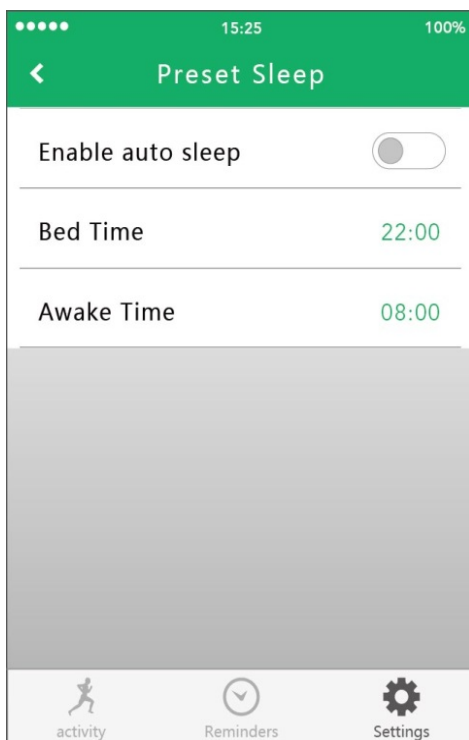 15:25 100%
Preset Sleep
Enable auto sleep
Bed Time 22:00
Awake Time 08:00
activity Reminders Settings